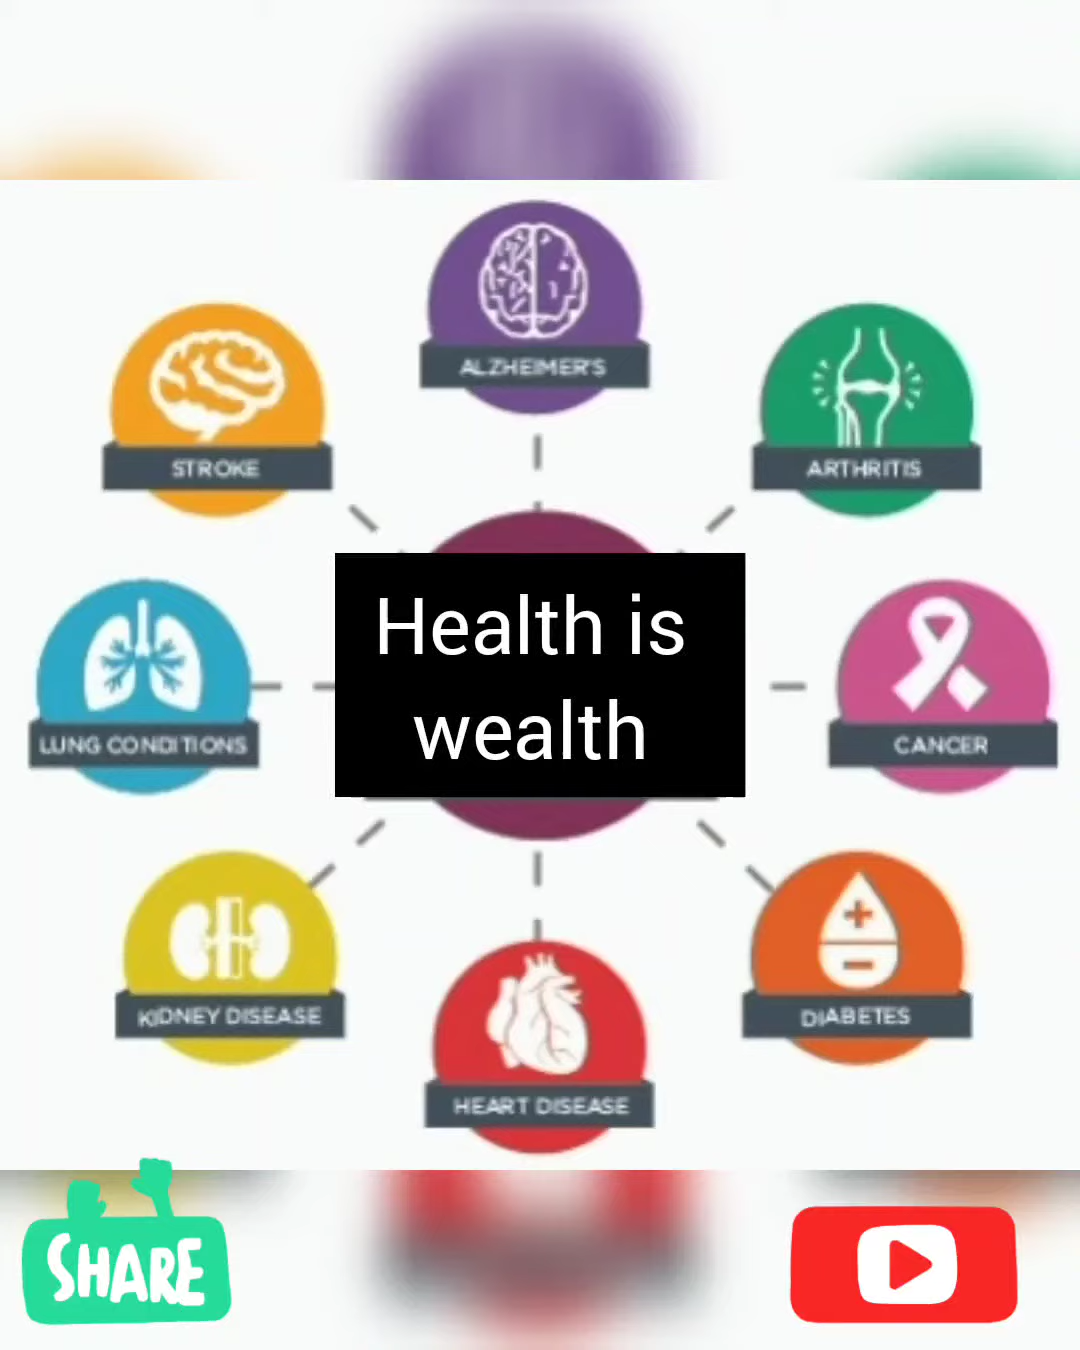 ALZHEIMER'S
STROKE
ARTHRITIS
Health is
wealth
LUNG CONDITIONS
CANCER
KIDNEY DISEASE
DIABETES
HEART DISEASE
SHARE